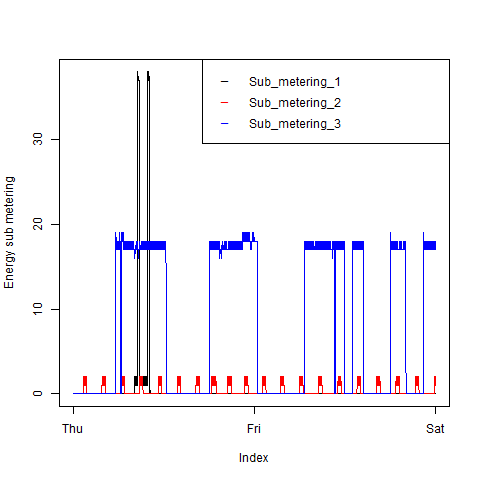 Sub_metering_1
Sub_metering_2
Sub_metering_3
Energy sub metering
30
20
10
0
Thu
Fri
Sat
Index